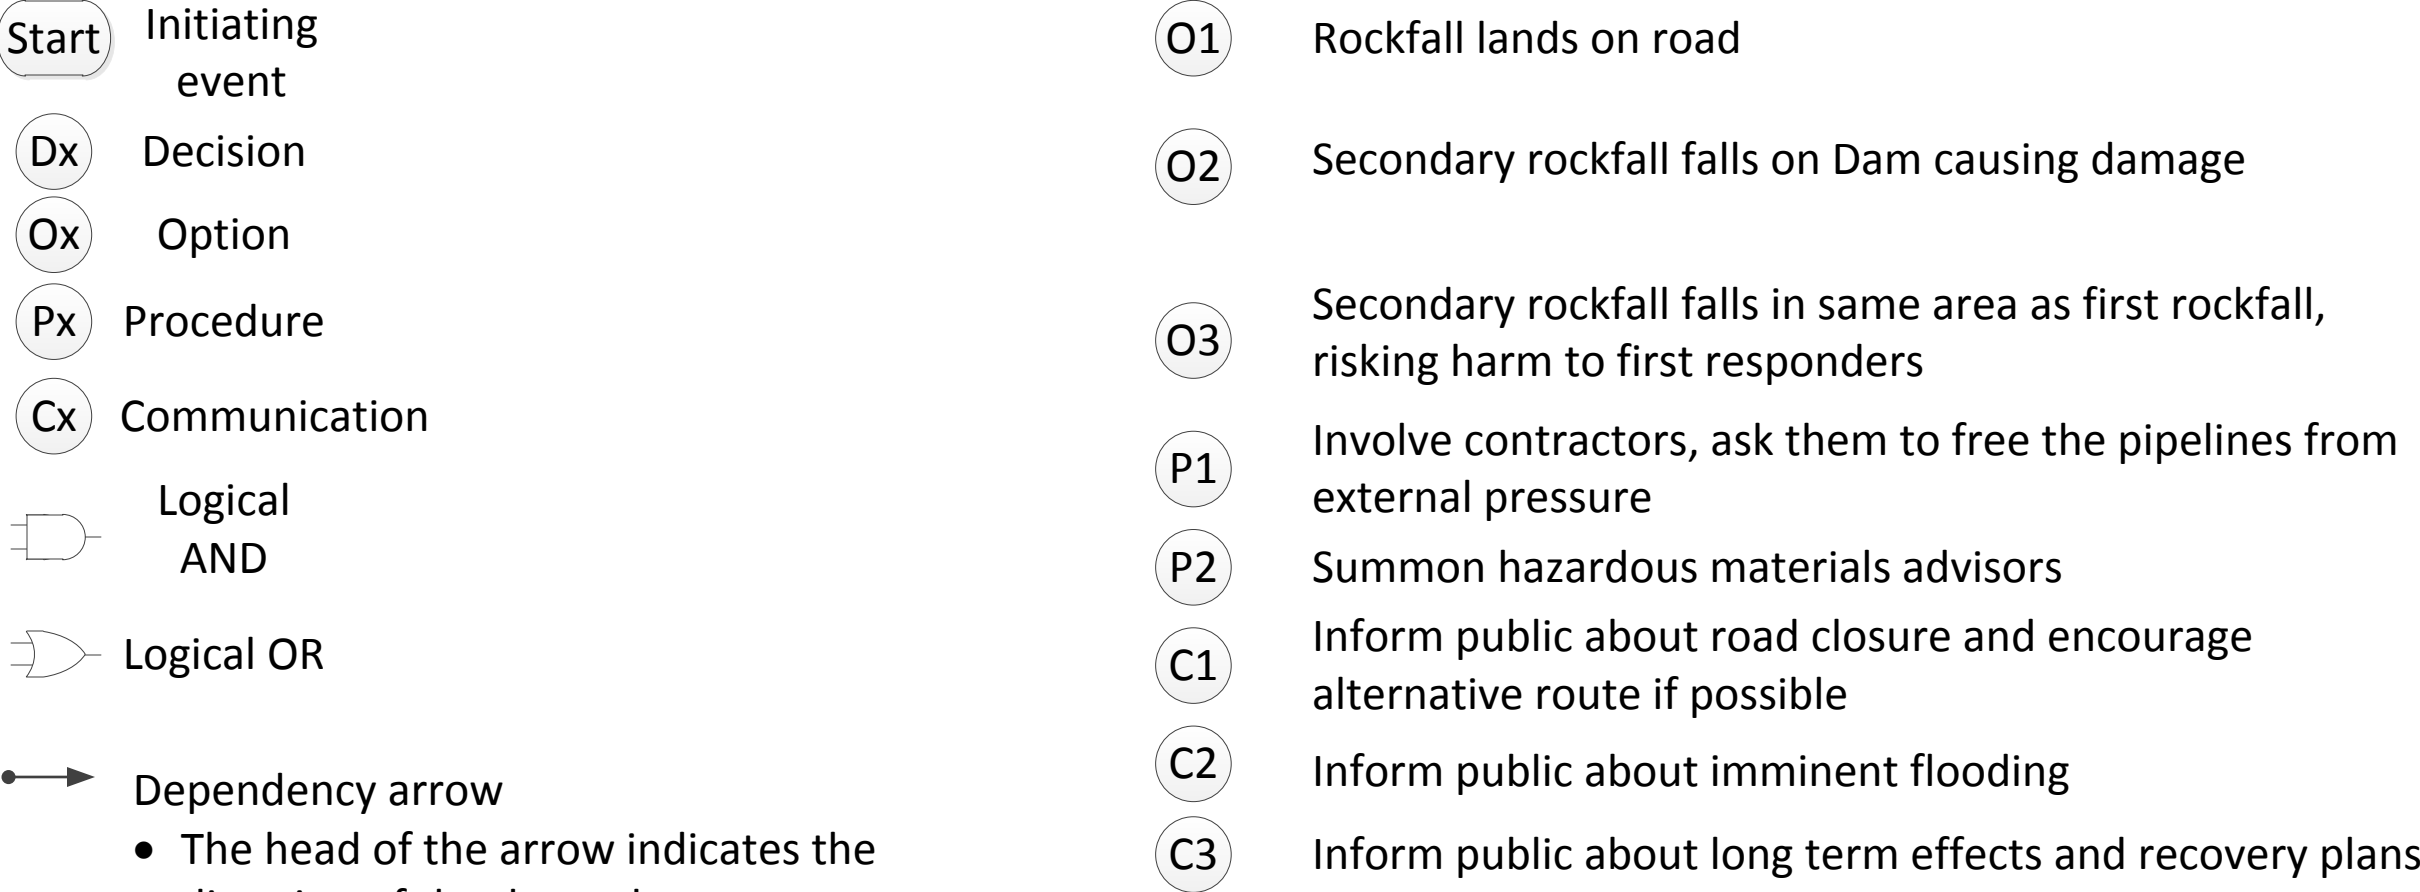 Start Initiating
event
Dx Decision
Ox Option
Px Procedure
Cx Communication
Logical
AND
Logical OR
Dependency arrow
• The head of the arrow indicates the
O1 Rockfall lands on road
O2 Secondary rockfall falls on Dam causing damage
O3 Secondary rockfall falls in same area as first rockfall,
risking harm to first responders
P1 Involve contractors, ask them to free the pipelines from
external pressure
P2 Summon hazardous materials advisors
C1 Inform public about road closure and encourage
alternative route if possible
C2 Inform public about imminent flooding
C3 Inform public about long term effects and recovery plans